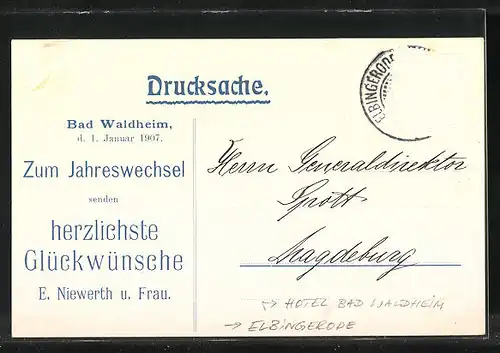 Drucksache.
Bad Waldheim,
d. 1. Januar 1907.
Zum Jahreswechsel
senden
herzlichste
Glückwünsche
E. Niewerth u. Frau.
ELBINGERODE
Herrn Generaldirektor
Spott
Magdeburg
→ HOTEL BAD WALDHEIM
→ ELBINGERODE